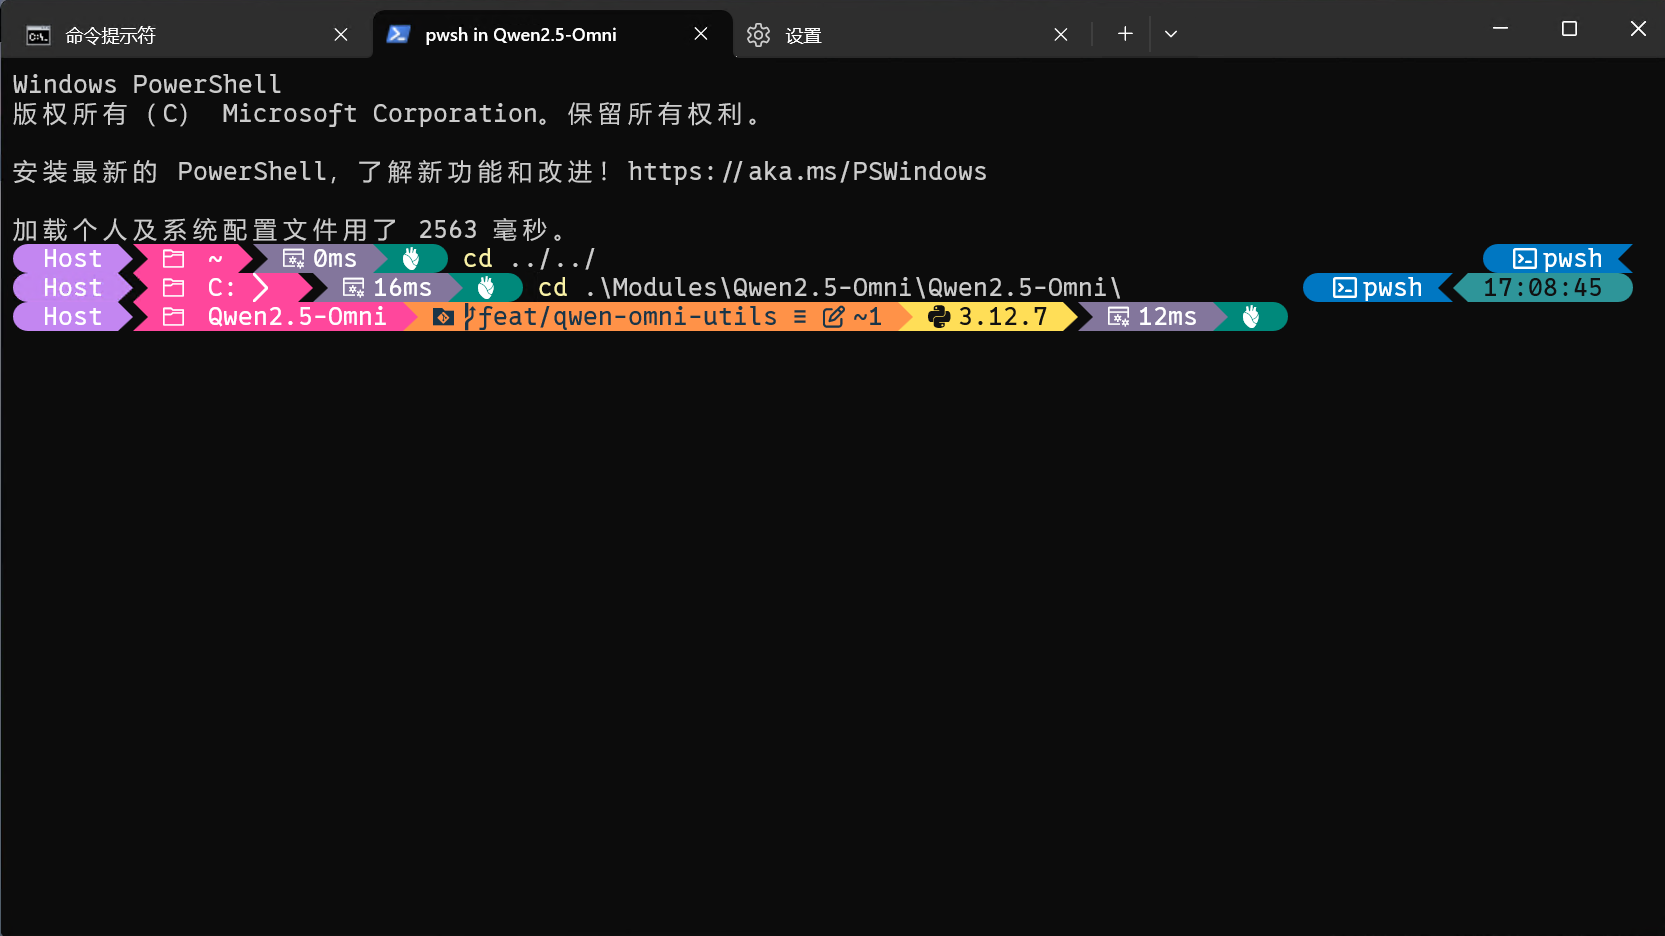 命令提示符 pwsh in Qwen2.5-Omni 设置
Windows PowerShell
版权所有（C） Microsoft Corporation。保留所有权利。
安装最新的 PowerShell，了解新功能和改进！https://aka.ms/PSWindows
加载个人及系统配置文件用了 2563 毫秒。
Host ~ 0ms cd ../../ pwsh
Host C: 16ms cd .\Modules\Qwen2.5-Omni\Qwen2.5-Omni\ pwsh 17:08:45
Host Qwen2.5-Omni feat/qwen-omni-utils ≡ ~1 3.12.7 12ms